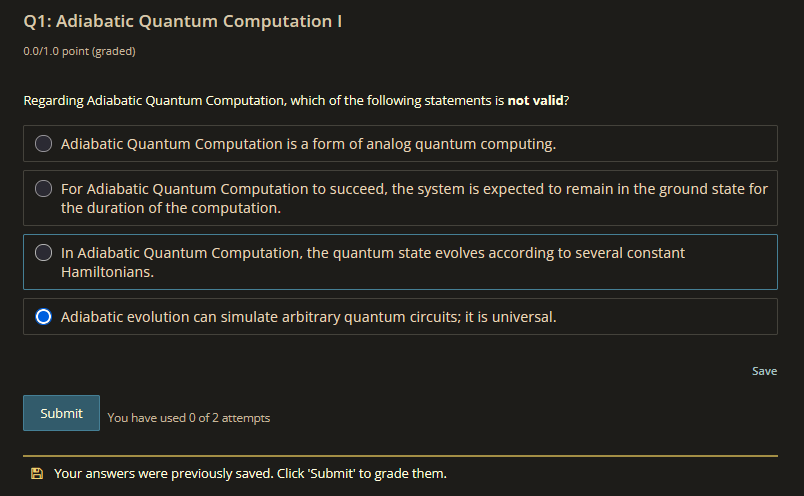 Q1: Adiabatic Quantum Computation I
0.0/1.0 point (graded)
Regarding Adiabatic Quantum Computation, which of the following statements is not valid?
Adiabatic Quantum Computation is a form of analog quantum computing.
For Adiabatic Quantum Computation to succeed, the system is expected to remain in the ground state for
the duration of the computation.
In Adiabatic Quantum Computation, the quantum state evolves according to several constant
Hamiltonians.
Adiabatic evolution can simulate arbitrary quantum circuits; it is universal.
Save
Submit
You have used 0 of 2 attempts
Your answers were previously saved. Click 'Submit' to grade them.